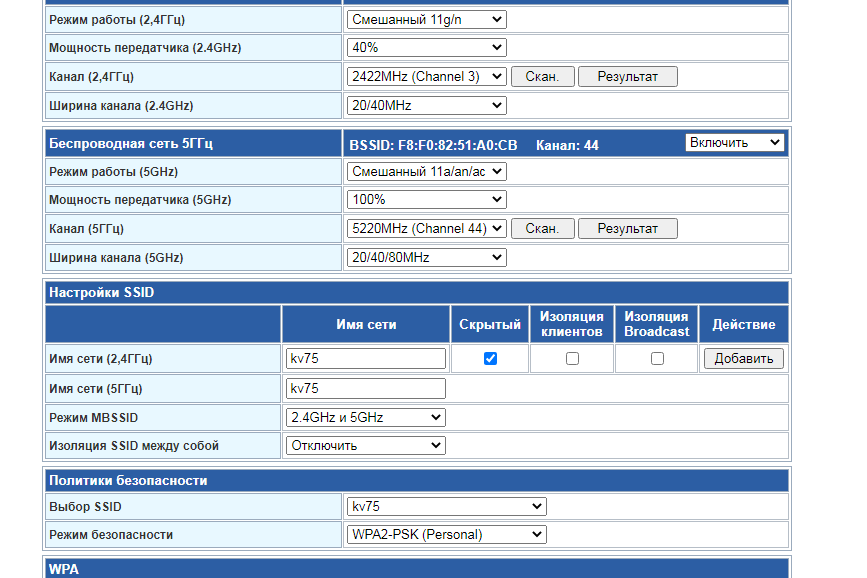 Режим работы (2,4ГГц) Смешанный 11g/n
Мощность передатчика (2.4GHz) 40%
Канал (2,4ГГц) 2422MHz (Channel 3) Скан. Результат
Ширина канала (2.4GHz) 20/40MHz
Беспроводная сеть 5ГГц BSSID: F8:F0:82:51:A0:CB Канал: 44 Включить
Режим работы (5GHz) Смешанный 11a/an/ac
Мощность передатчика (5GHz) 100%
Канал (5ГГц) 5220MHz (Channel 44) Скан. Результат
Ширина канала (5GHz) 20/40/80MHz
Настройки SSID
Имя сети Скрытый Изоляция клиентов Изоляция Broadcast Действие
Имя сети (2,4ГГц) kv75 Добавить
Имя сети (5ГГц) kv75
Режим MBSSID 2.4GHz и 5GHz
Изоляция SSID между собой Отключить
Политики безопасности
Выбор SSID kv75
Режим безопасности WPA2-PSK (Personal)
WPA